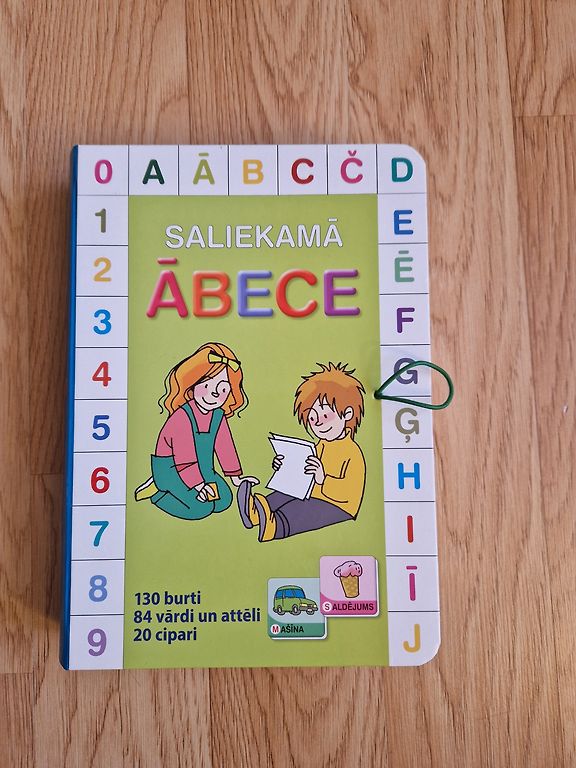 0 A Ā B C Č D
1 E
2 Ē
3 F
4 G
5 Ģ
6 H
7 I
8 Ī
9 J
SALIEKAMĀ
ĀBECE
130 burti
84 vārdi un attēli
20 cipari
MAŠĪNA
SALDĒJUMS